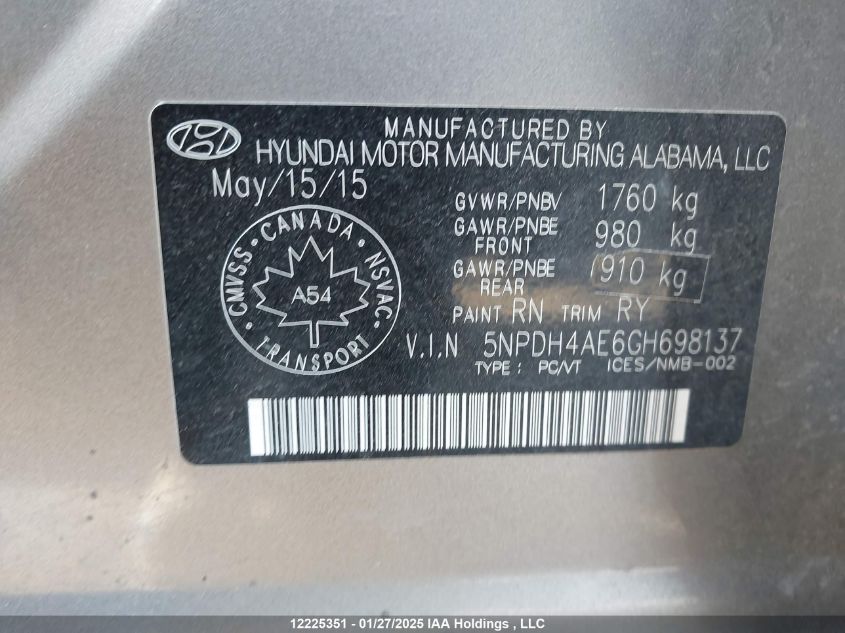 MANUFACTURED BY
HYUNDAI MOTOR MANUFACTURING ALABAMA, LLC
May/15/15
GVWR/PNBV 1760 kg
GAWR/PNBE FRONT 980 kg
GAWR/PNBE REAR 910 kg
PAINT RN TRIM RY
CANADA • NSVAC • TRANSPORT • CMVSS •
A54
V.I.N 5NPDH4AE6GH698137
TYPE : PC/VT ICES/NMB-002
12225351 - 01/27/2025 IAA Holdings , LLC